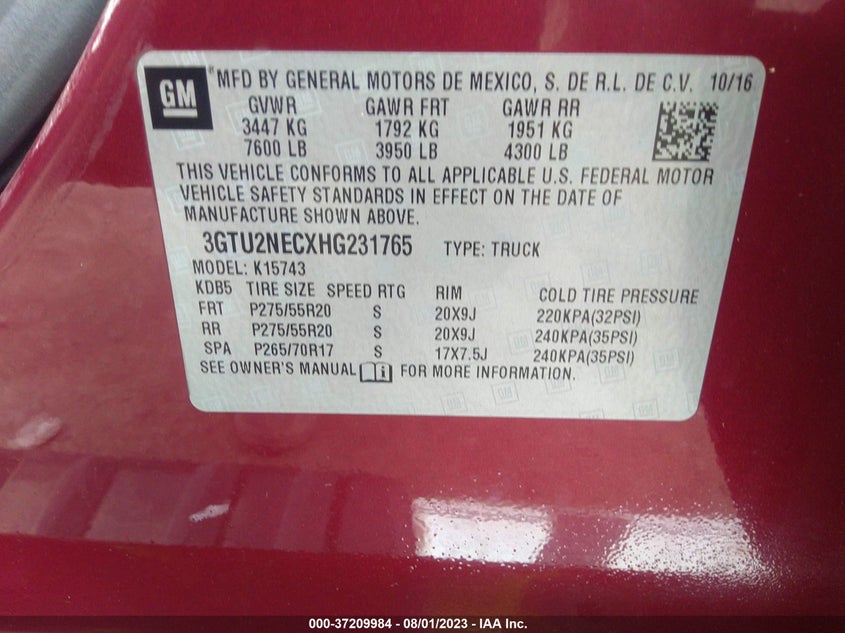 GM
MFD BY GENERAL MOTORS DE MEXICO, S. DE R.L. DE C.V. 10/16
GVWR GAWR FRT GAWR RR
3447 KG 1792 KG 1951 KG
7600 LB 3950 LB 4300 LB
THIS VEHICLE CONFORMS TO ALL APPLICABLE U.S. FEDERAL MOTOR
VEHICLE SAFETY STANDARDS IN EFFECT ON THE DATE OF
MANUFACTURE SHOWN ABOVE.
3GTU2NECXHG231765 TYPE: TRUCK
MODEL: K15743
KDB5 TIRE SIZE SPEED RTG RIM COLD TIRE PRESSURE
FRT P275/55R20 S 20X9J 220KPA(32PSI)
RR P275/55R20 S 20X9J 240KPA(35PSI)
SPA P265/70R17 S 17X7.5J 240KPA(35PSI)
SEE OWNER'S MANUAL FOR MORE INFORMATION.
000-37209984 - 08/01/2023 - IAA Inc.